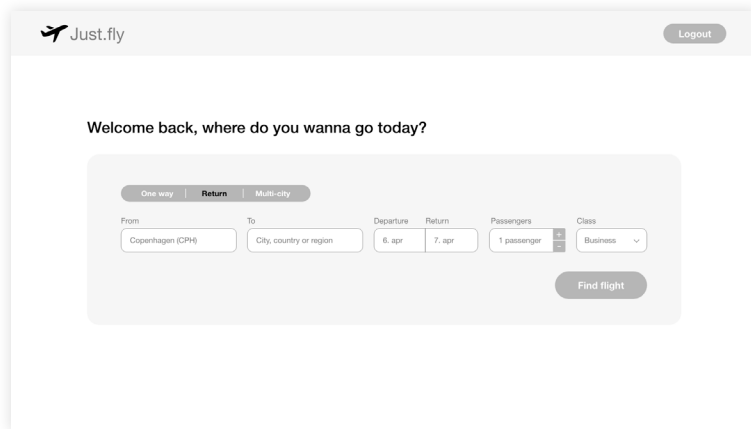 Just.fly
Logout
Welcome back, where do you wanna go today?
One way | Return | Multi-city
From To Departure Return Passengers Class
Copenhagen (CPH) City, country or region 6. apr 7. apr 1 passenger + - Business
Find flight